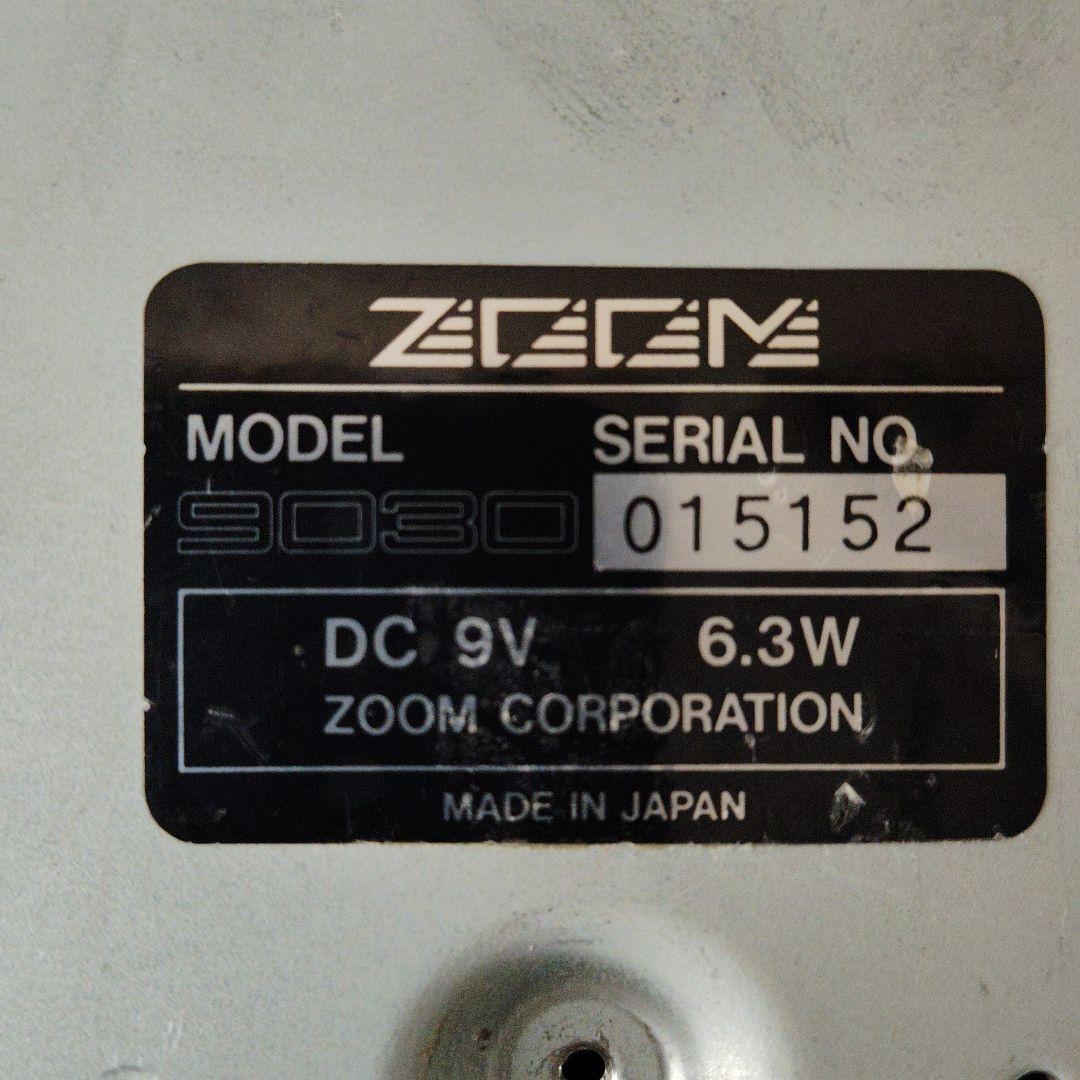 ZOOM
MODEL SERIAL NO.
9030 015152
DC 9V 6.3W
ZOOM CORPORATION
MADE IN JAPAN